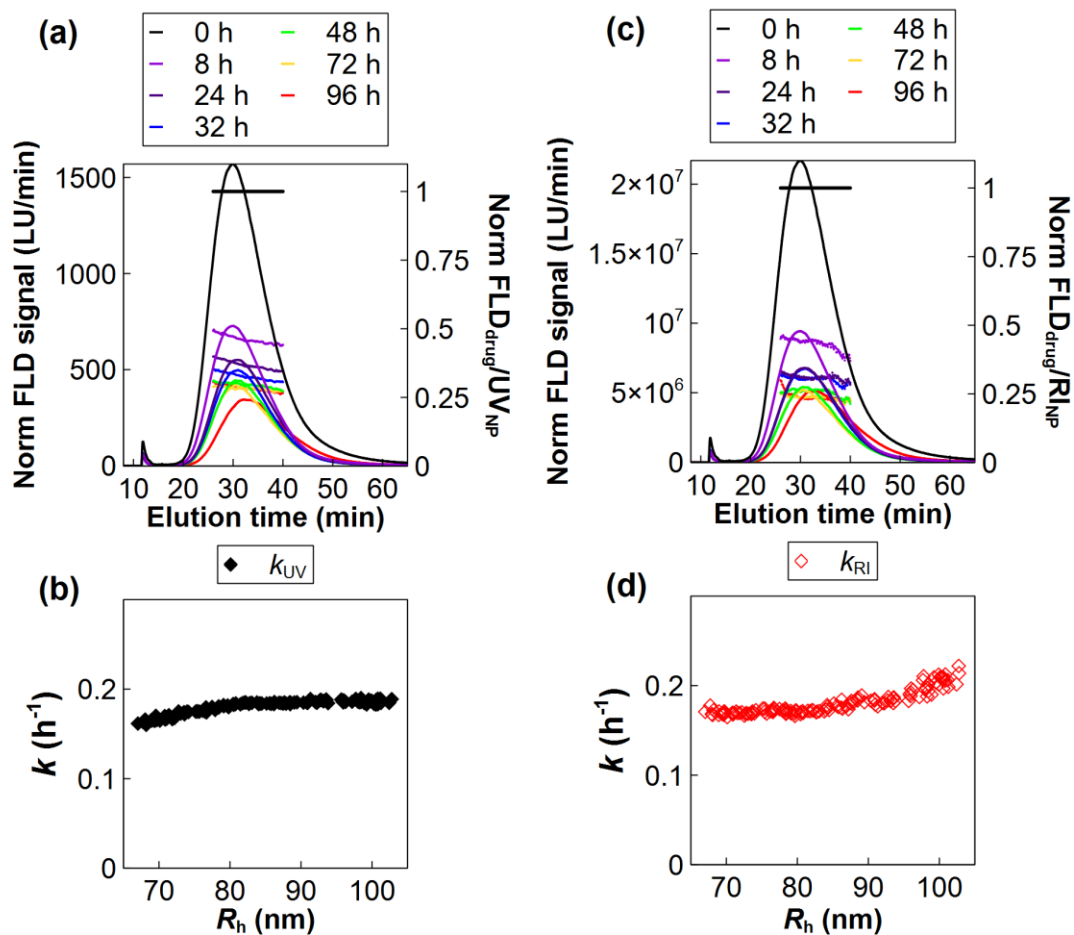 (a)
0 h 48 h
8 h 72 h
24 h 96 h
32 h
Norm FLD signal (LU/min)
1500
1000
500
0
1
0.75
0.5
0.25
0
Norm FLDdrug/UVNP
10 20 30 40 50 60
Elution time (min)
(c)
0 h 48 h
8 h 72 h
24 h 96 h
32 h
Norm FLD signal (LU/min)
2×10⁷
1.5×10⁷
10⁷
5×10⁶
0
1
0.75
0.5
0.25
0
Norm FLDdrug/RINP
10 20 30 40 50 60
Elution time (min)
(b)
kUV
k (h⁻¹)
0.2
0.1
0
70 80 90 100
Rh (nm)
(d)
kRI
k (h⁻¹)
0.2
0.1
0
70 80 90 100
Rh (nm)